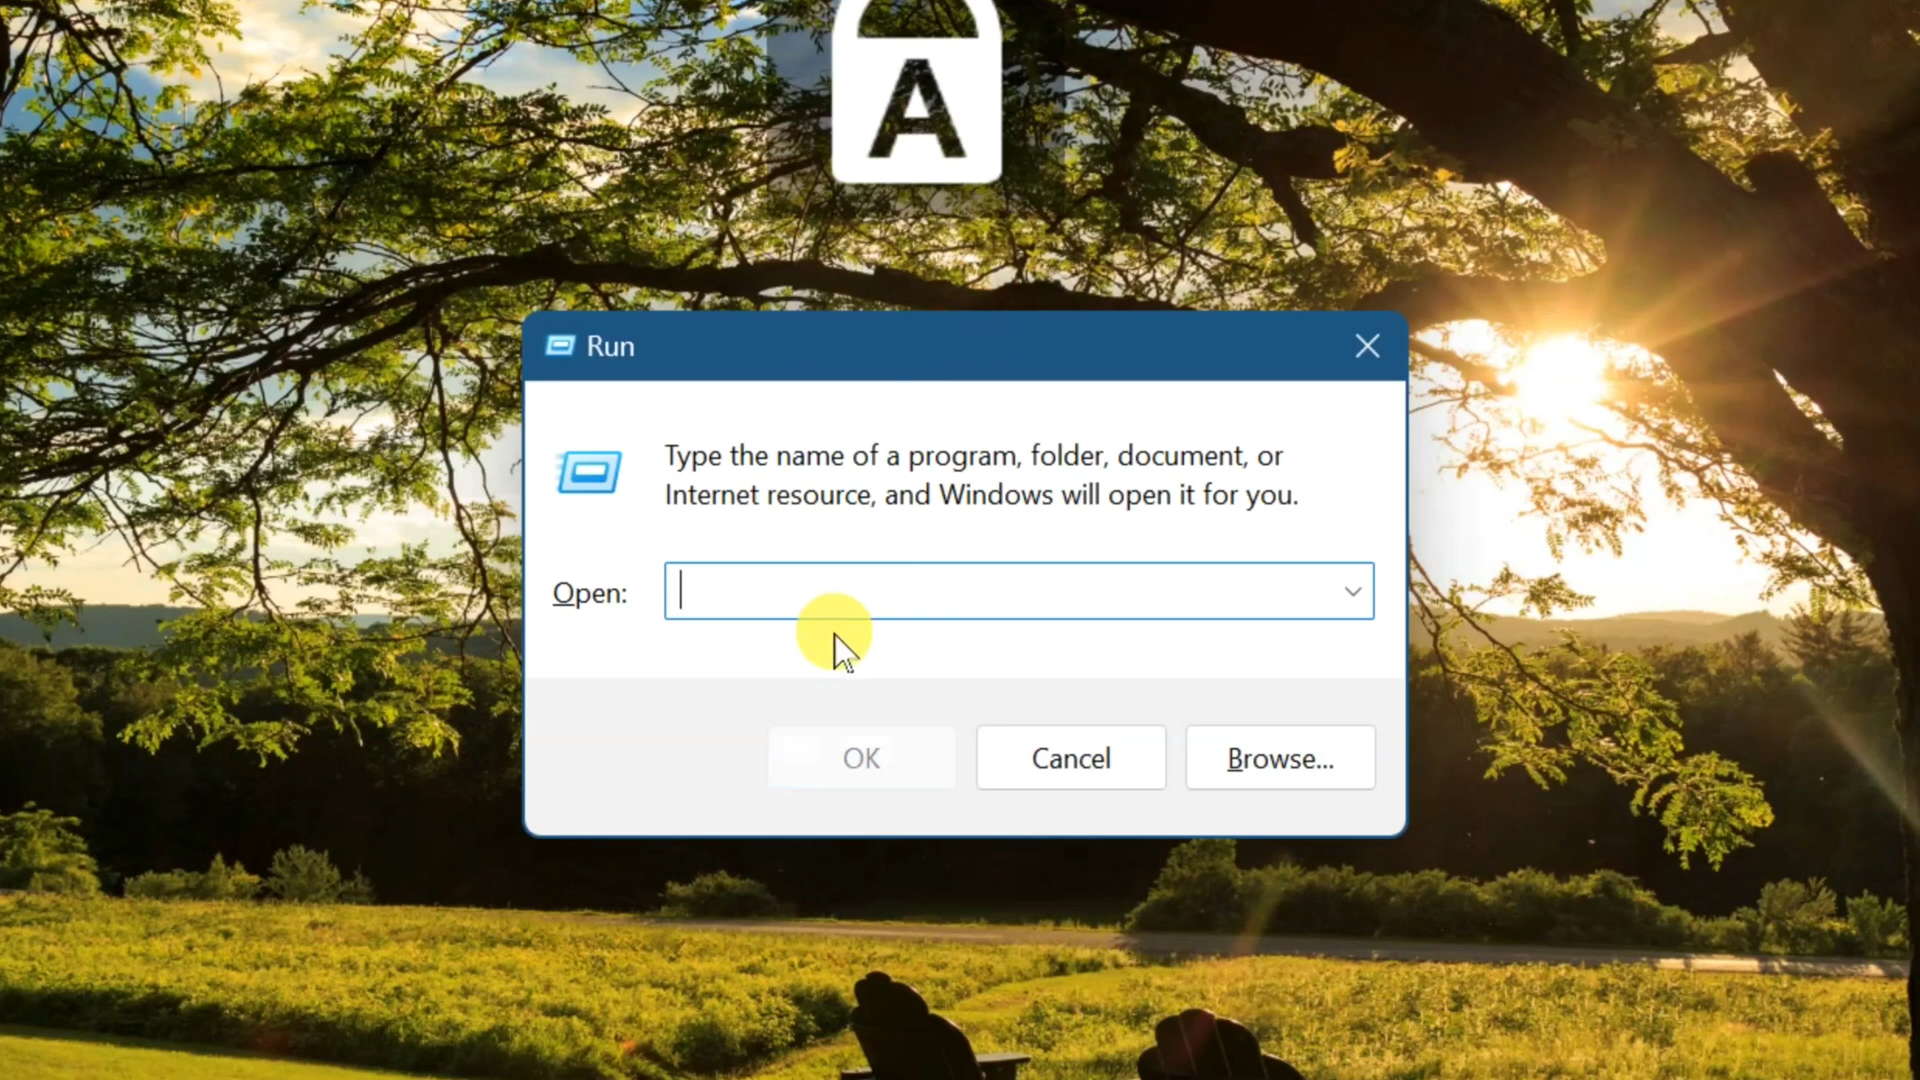 A
Run
Type the name of a program, folder, document, or
Internet resource, and Windows will open it for you.
Open:
OK
Cancel
Browse...